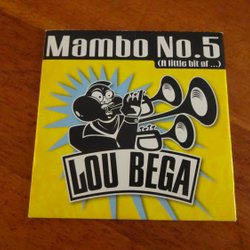 Mambo No.5
(A little bit of ...)
LOU BEGA